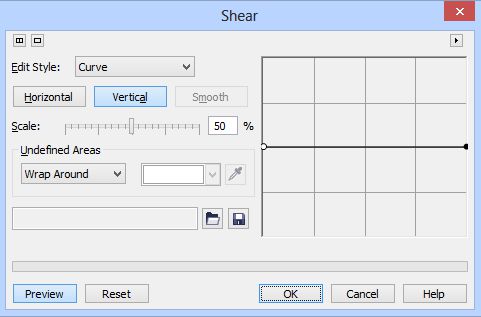 Shear
Edit Style: Curve
Horizontal Vertical Smooth
Scale: 50 %
Undefined Areas
Wrap Around
Preview Reset OK Cancel Help